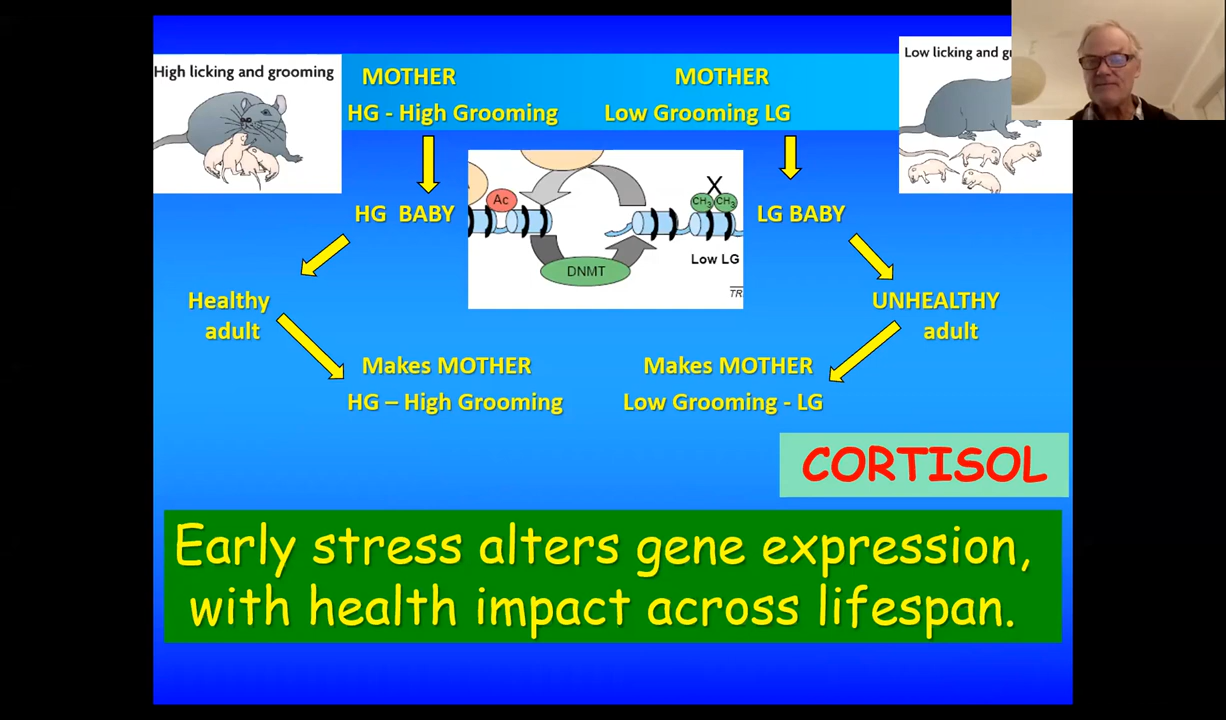 High licking and grooming
MOTHER
HG - High Grooming
MOTHER
Low Grooming LG
Low licking and
HG BABY
LG BABY
Ac
CH3 CH3
X
DNMT
Low LG
Healthy
adult
UNHEALTHY
adult
Makes MOTHER
HG – High Grooming
Makes MOTHER
Low Grooming - LG
CORTISOL
Early stress alters gene expression,
with health impact across lifespan.